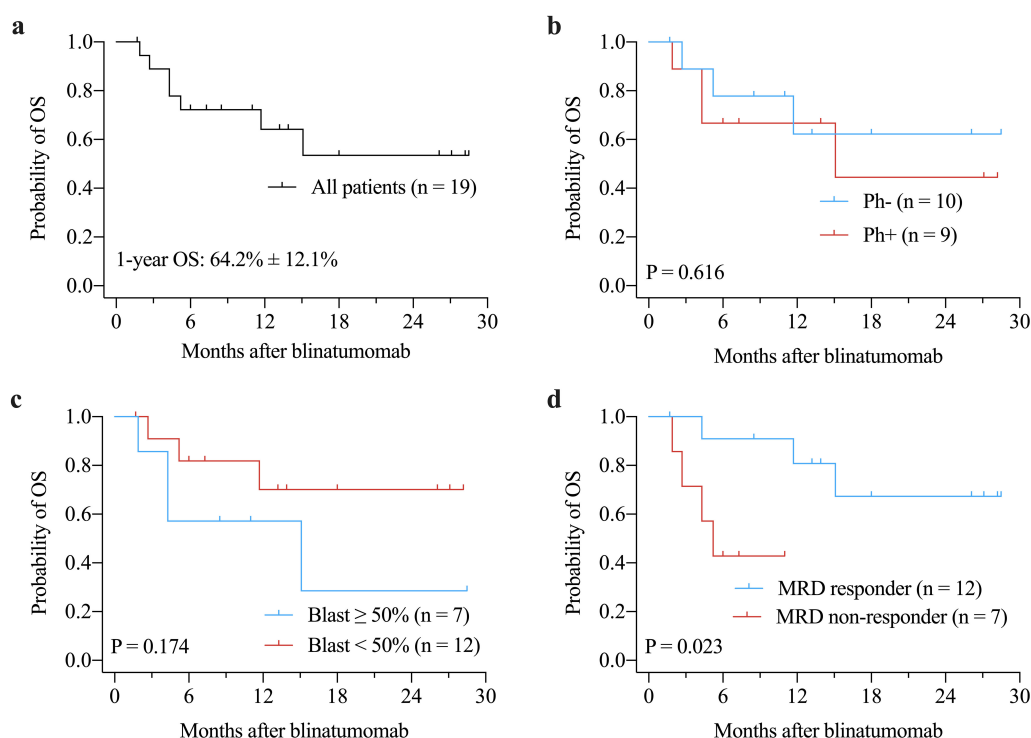 a
1.0
0.8
0.6
0.4
0.2
0.0
Probability of OS
All patients (n = 19)
1-year OS: 64.2% ± 12.1%
0 6 12 18 24 30
Months after blinatumomab
b
1.0
0.8
0.6
0.4
0.2
0.0
Probability of OS
Ph- (n = 10)
Ph+ (n = 9)
P = 0.616
0 6 12 18 24 30
Months after blinatumomab
c
1.0
0.8
0.6
0.4
0.2
0.0
Probability of OS
Blast ≥ 50% (n = 7)
Blast < 50% (n = 12)
P = 0.174
6 12 18 24 30
0
Months after blinatumomab
d
1.0
0.8
0.6
0.4
0.2
0.0
Probability of OS
MRD responder (n = 12)
MRD non-responder (n = 7)
P = 0.023
0 6 12 18 24 30
Months after blinatumomab